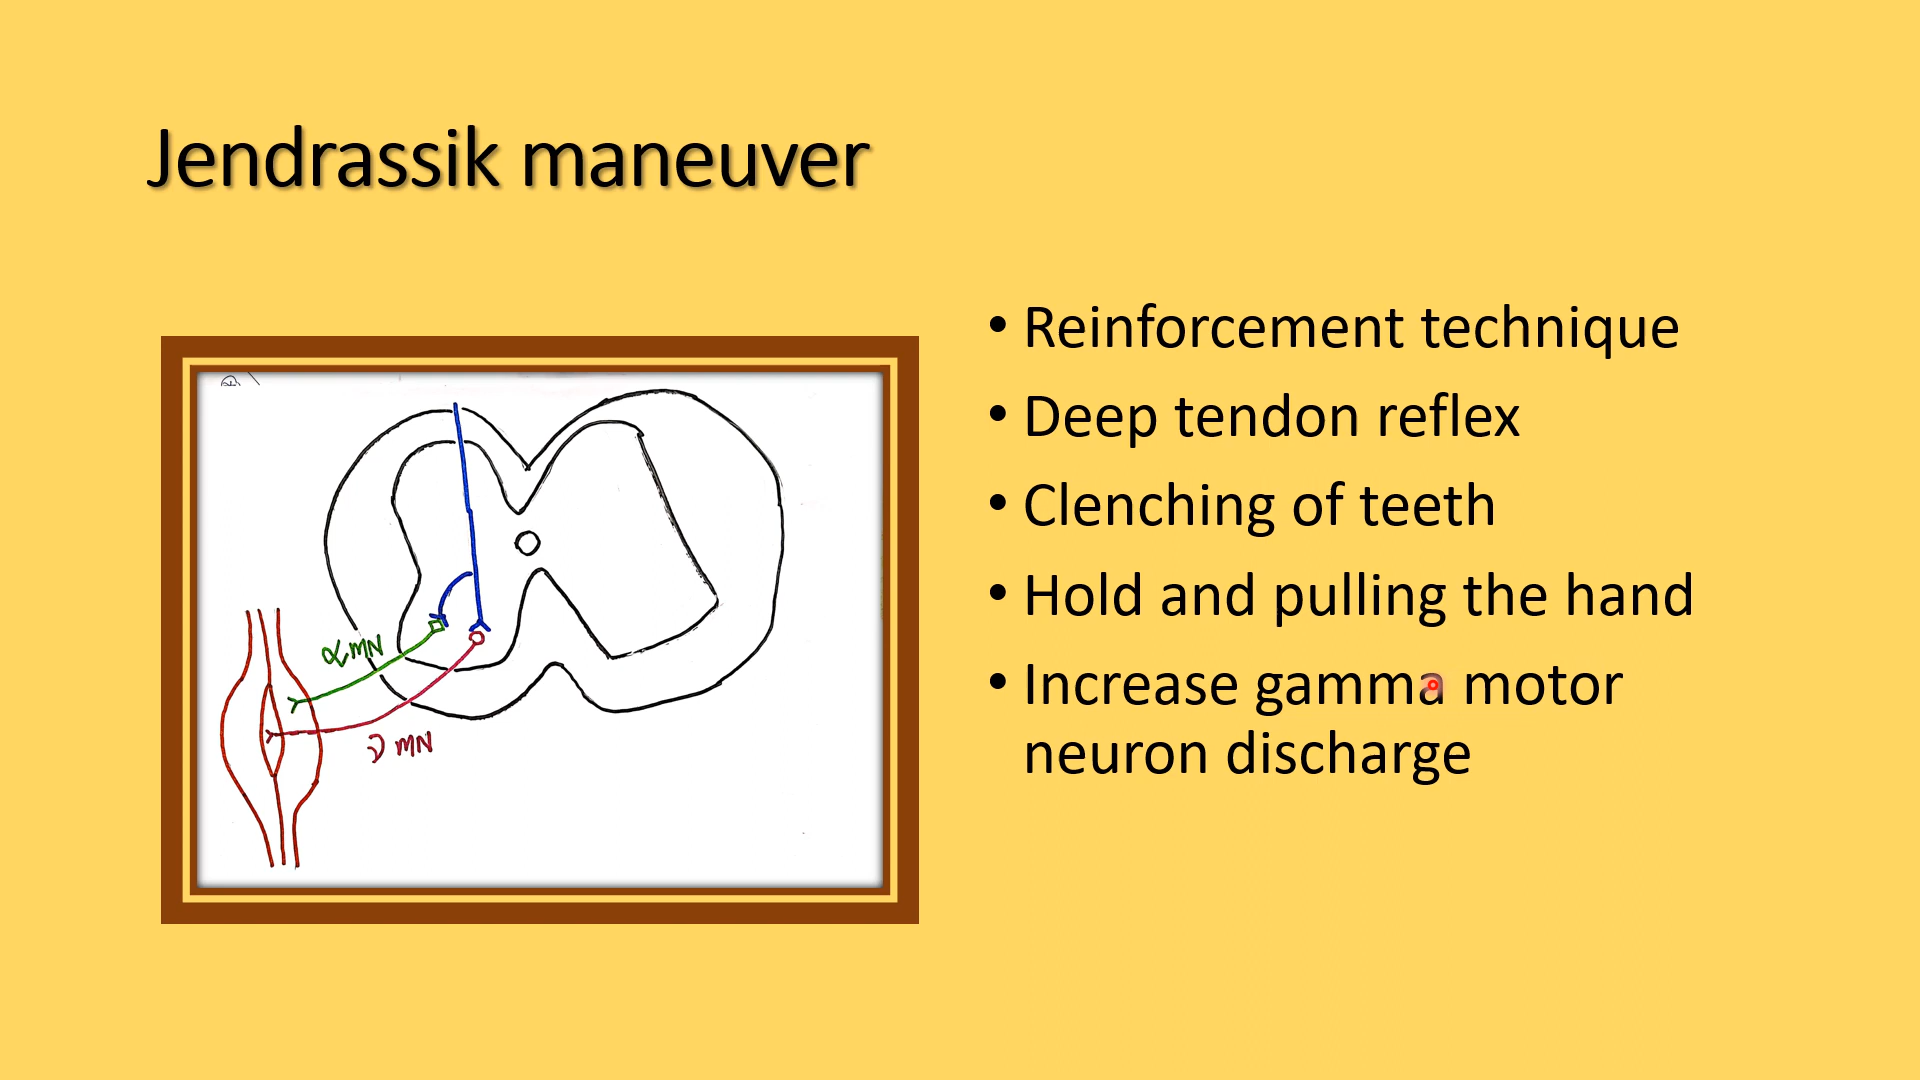 Jendrassik maneuver
• Reinforcement technique
• Deep tendon reflex
• Clenching of teeth
• Hold and pulling the hand
• Increase gamma motor
neuron discharge
α MN
γ MN